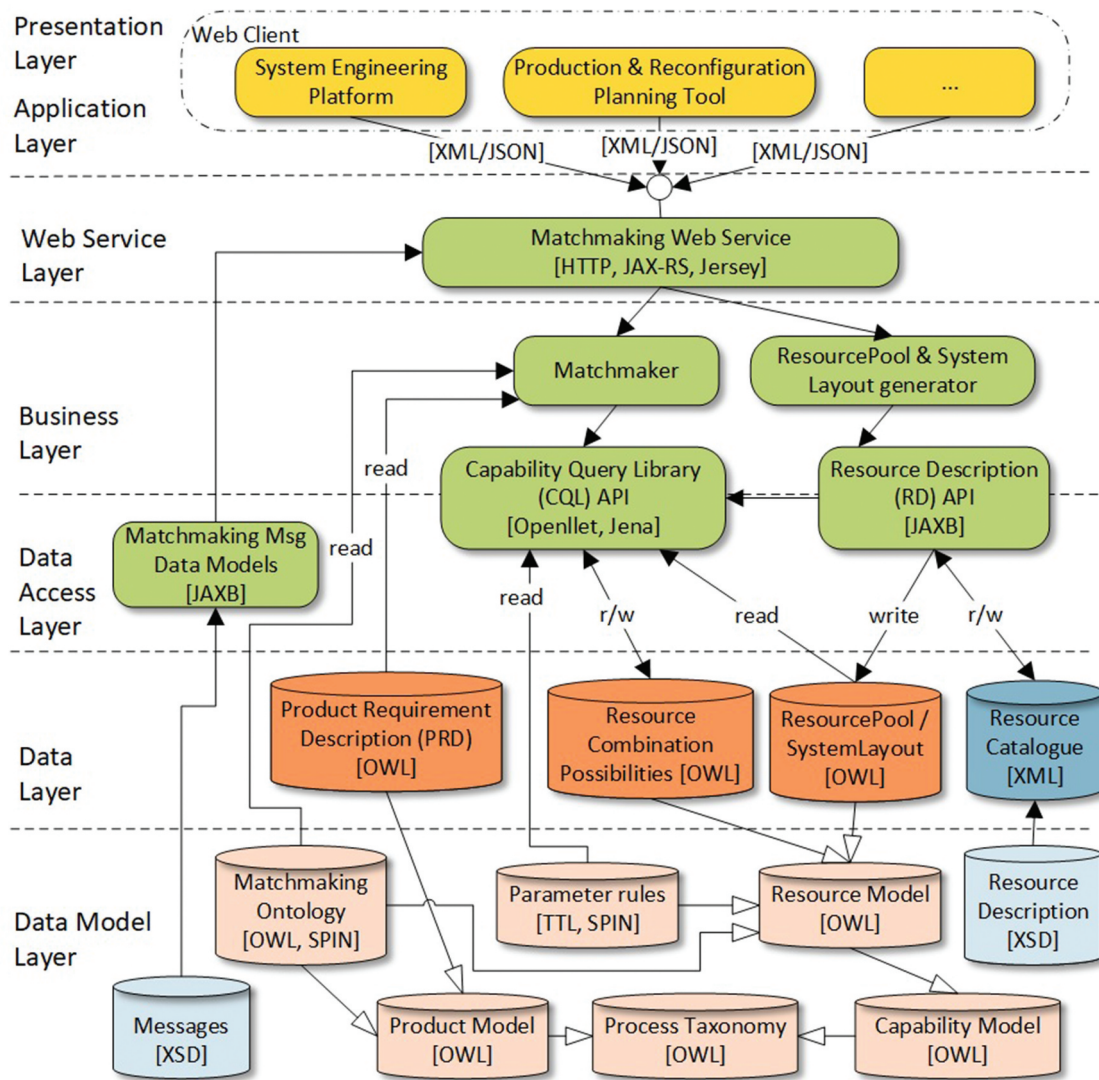 Presentation
Layer
Application
Layer
Web Client
System Engineering
Platform
Production & Reconfiguration
Planning Tool
...
[XML/JSON]
[XML/JSON]
[XML/JSON]
Web Service
Layer
Matchmaking Web Service
[HTTP, JAX-RS, Jersey]
Business
Layer
Matchmaker
ResourcePool & System
Layout generator
read
Capability Query Library
(CQL) API
[Openllet, Jena]
Resource Description
(RD) API
[JAXB]
Data
Access
Layer
Matchmaking Msg
Data Models
[JAXB]
read
read
r/w
read
write
r/w
Data
Layer
Product Requirement
Description (PRD)
[OWL]
Resource
Combination
Possibilities [OWL]
ResourcePool /
SystemLayout
[OWL]
Resource
Catalogue
[XML]
Data Model
Layer
Matchmaking
Ontology
[OWL, SPIN]
Parameter rules
[TTL, SPIN]
Resource Model
[OWL]
Resource
Description
[XSD]
Messages
[XSD]
Product Model
[OWL]
Process Taxonomy
[OWL]
Capability Model
[OWL]